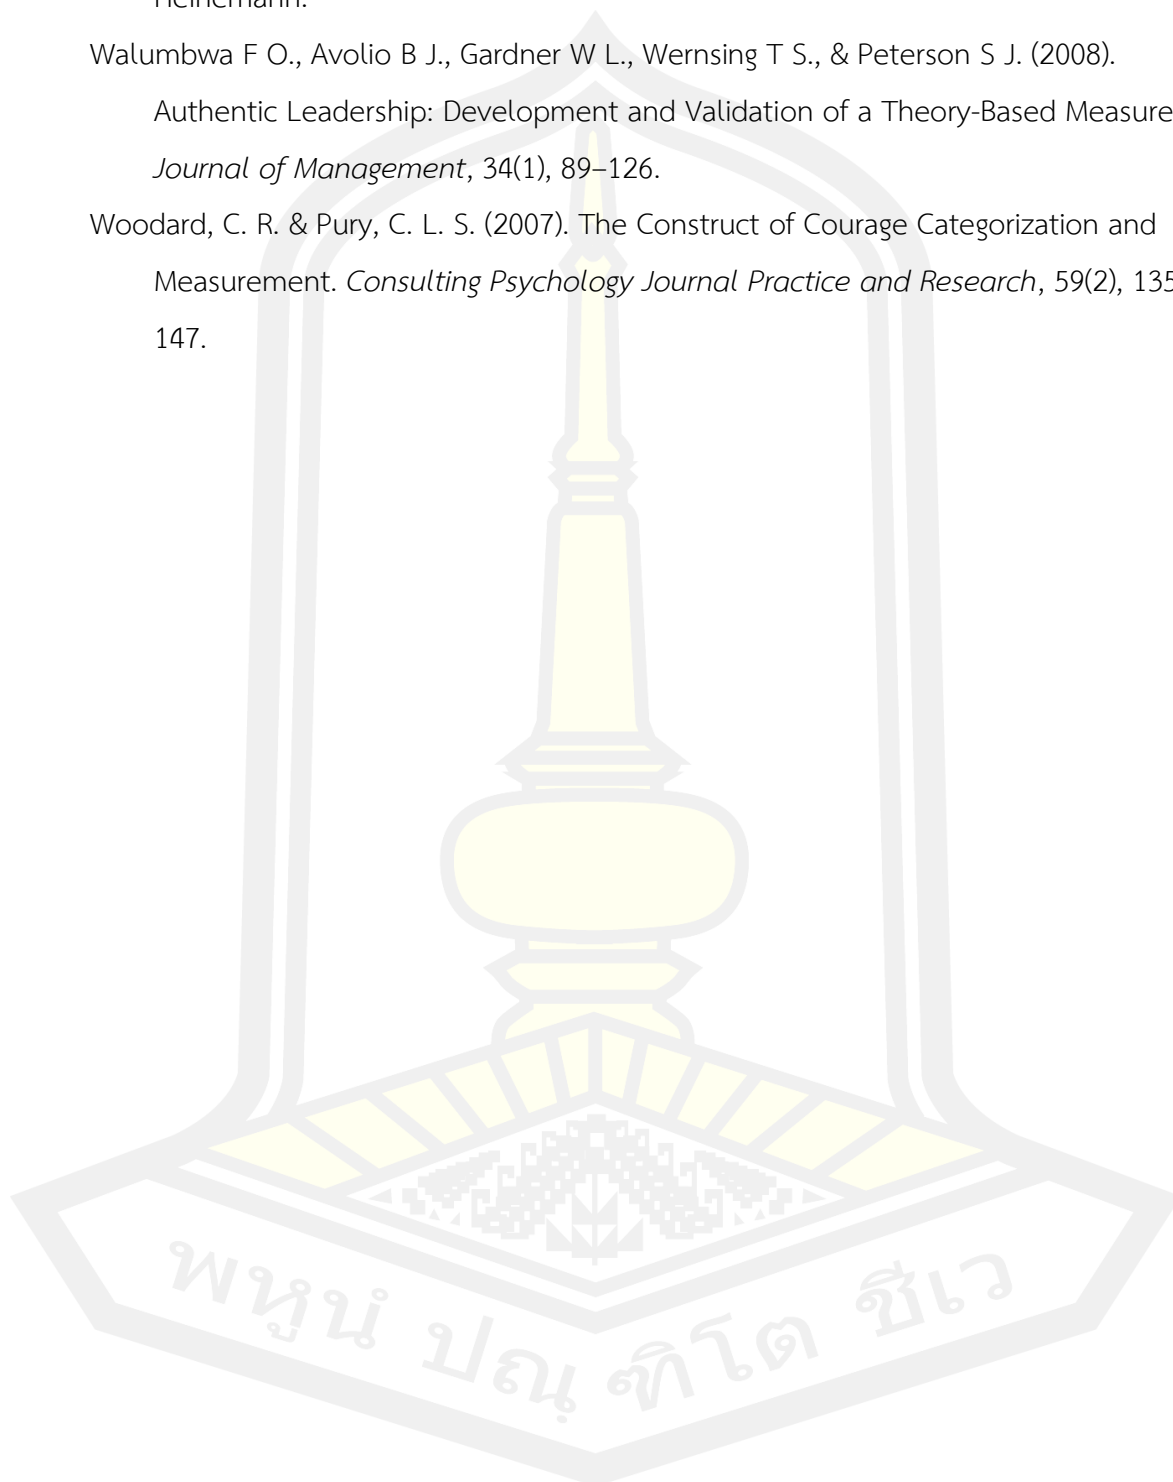 Heinemann.
Walumbwa F O., Avolio B J., Gardner W L., Wernsing T S., & Peterson S J. (2008).
Authentic Leadership: Development and Validation of a Theory-Based Measure
Journal of Management, 34(1), 89–126.
Woodard, C. R. & Pury, C. L. S. (2007). The Construct of Courage Categorization and
Measurement. Consulting Psychology Journal Practice and Research, 59(2), 135
147.
พหูนํ ปณฺ ฑิโต ชีเว